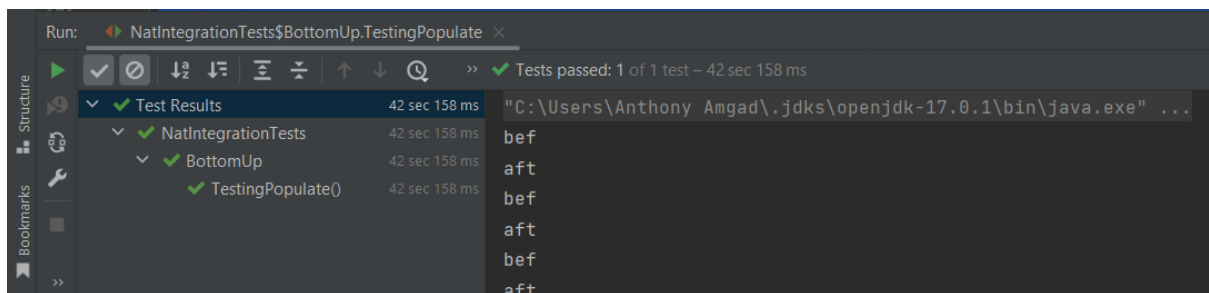 Run: NatIntegrationTests$BottomUp.TestingPopulate
Tests passed: 1 of 1 test – 42 sec 158 ms
Test Results 42 sec 158 ms
NatIntegrationTests 42 sec 158 ms
BottomUp 42 sec 158 ms
TestingPopulate() 42 sec 158 ms
"C:\Users\Anthony Amgad\.jdks\openjdk-17.0.1\bin\java.exe" ...
bef
aft
bef
aft
bef
aft
Structure
Bookmarks